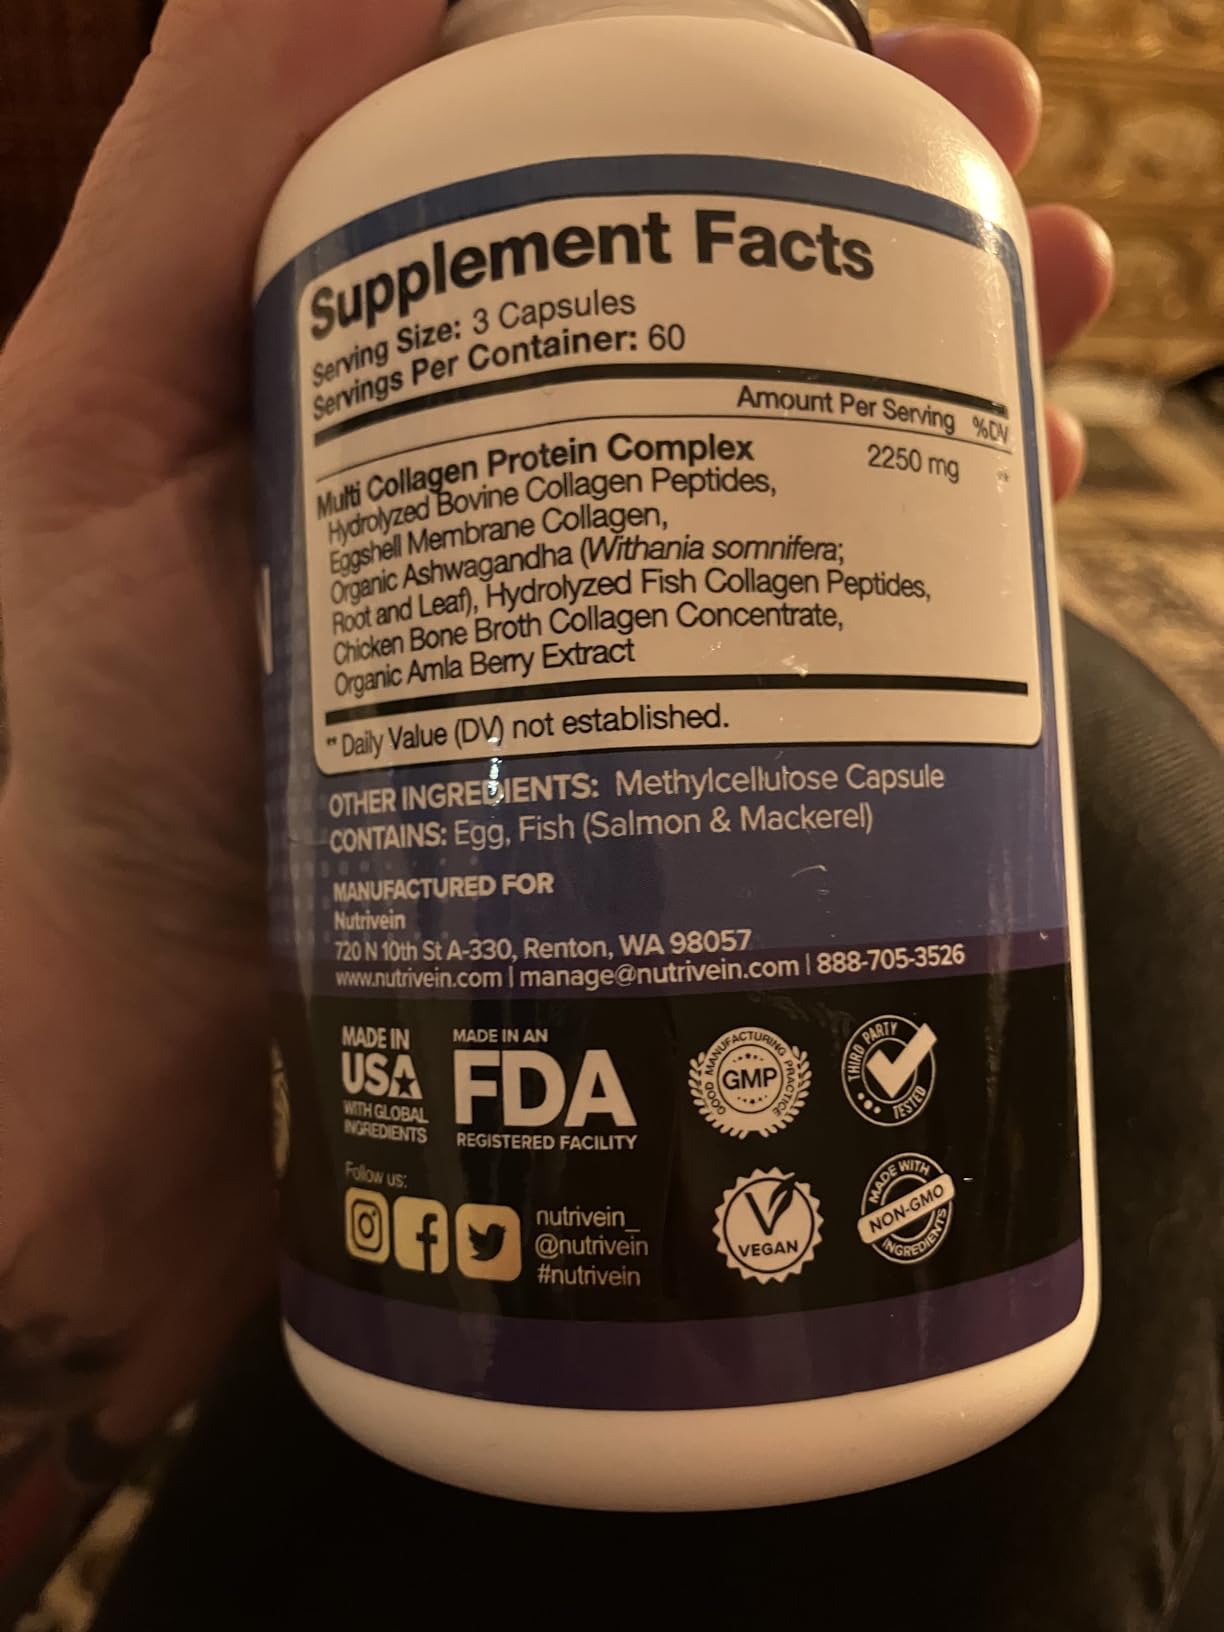 Supplement Facts
Serving Size: 3 Capsules
Servings Per Container: 60
Amount Per Serving %DV
Multi Collagen Protein Complex 2250 mg **
Hydrolyzed Bovine Collagen Peptides,
Eggshell Membrane Collagen,
Organic Ashwagandha (Withania somnifera;
Root and Leaf), Hydrolyzed Fish Collagen Peptides,
Chicken Bone Broth Collagen Concentrate,
Organic Amla Berry Extract
** Daily Value (DV) not established.
OTHER INGREDIENTS: Methylcellulose Capsule
CONTAINS: Egg, Fish (Salmon & Mackerel)
MANUFACTURED FOR
Nutrivein
720 N 10th St A-330, Renton, WA 98057
www.nutrivein.com | manage@nutrivein.com | 888-705-3526
MADE IN
USA
WITH GLOBAL
INGREDIENTS
MADE IN AN
FDA
REGISTERED FACILITY
GOOD MANUFACTURING PRACTICE
GMP
THIRD PARTY
TESTED
Follow us:
nutrivein_
@nutrivein
#nutrivein
VEGAN
MADE WITH
NON-GMO
INGREDIENTS